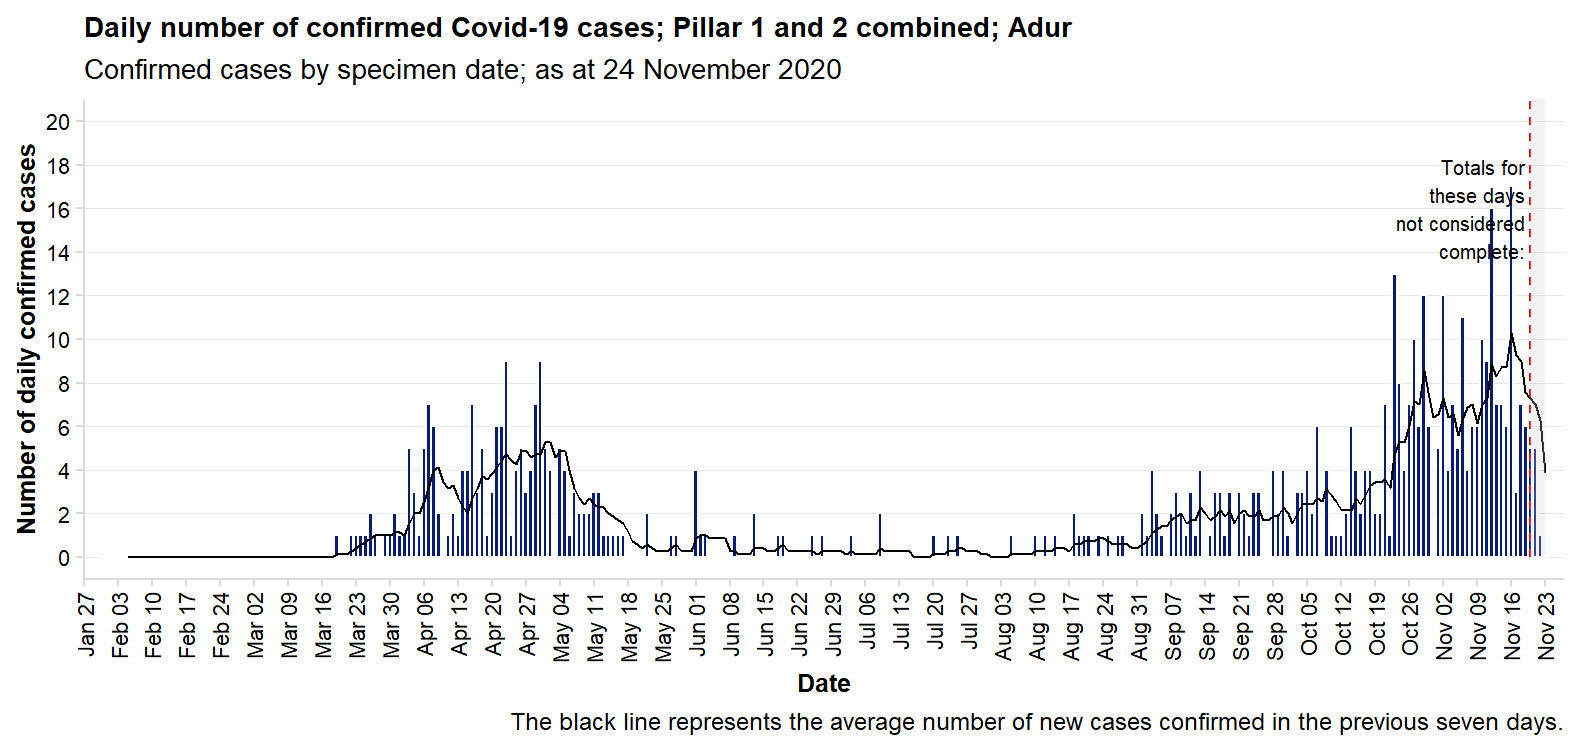 Daily number of confirmed Covid-19 cases; Pillar 1 and 2 combined; Adur
Confirmed cases by specimen date; as at 24 November 2020
Number of daily confirmed cases
20
18
16
14
12
10
8
6
4
2
0
Totals for
these days
not considered
complete:
Jan 27
Feb 03
Feb 10
Feb 17
Feb 24
Mar 02
Mar 09
Mar 16
Mar 23
Mar 30
Apr 06
Apr 13
Apr 20
Apr 27
May 04
May 11
May 18
May 25
Jun 01
Jun 08
Jun 15
Jun 22
Jun 29
Jul 06
Jul 13
Jul 20
Jul 27
Aug 03
Aug 10
Aug 17
Aug 24
Aug 31
Sep 07
Sep 14
Sep 21
Sep 28
Oct 05
Oct 12
Oct 19
Oct 26
Nov 02
Nov 09
Nov 16
Nov 23
Date
The black line represents the average number of new cases confirmed in the previous seven days.